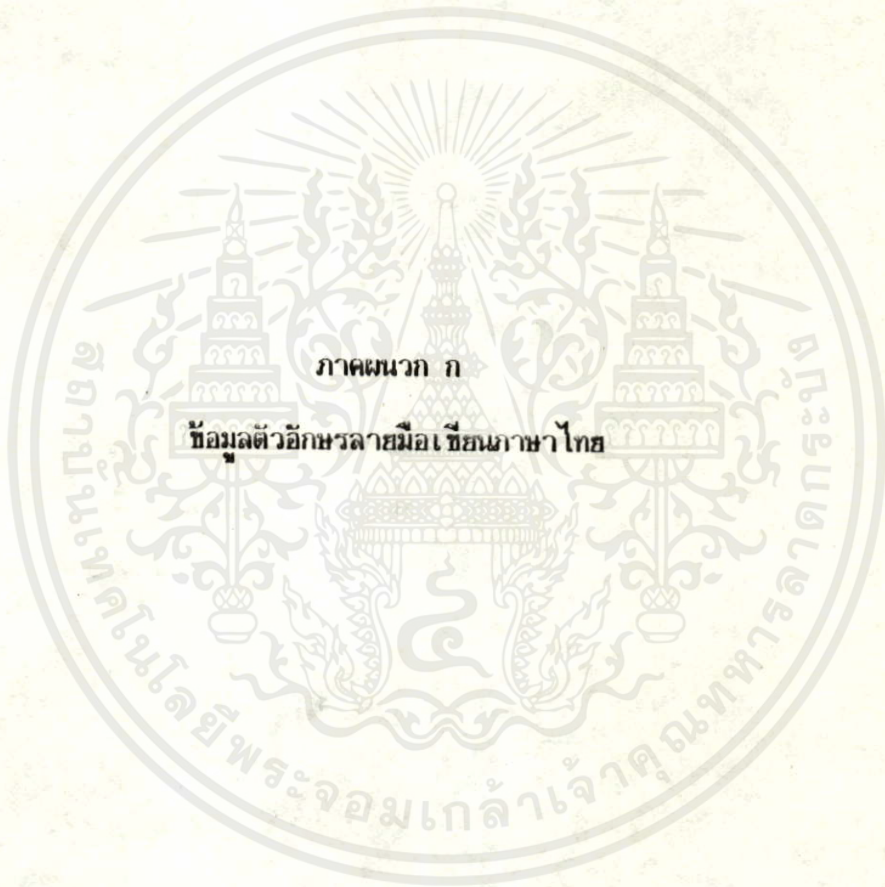 ภาคผนวก ก
ข้อมูลตัวอักษรลายมือเขียนภาษาไทย
สถาบันเทคโนโลยีพระจอมเกล้าเจ้าคุณทหารลาดกระบัง